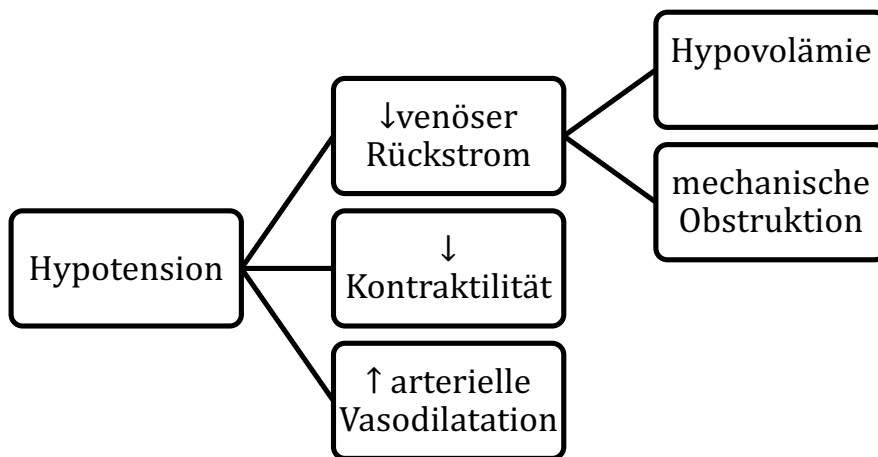 Hypotension
↓venöser
Rückstrom
↓
Kontraktilität
↑ arterielle
Vasodilatation
Hypovolämie
mechanische
Obstruktion